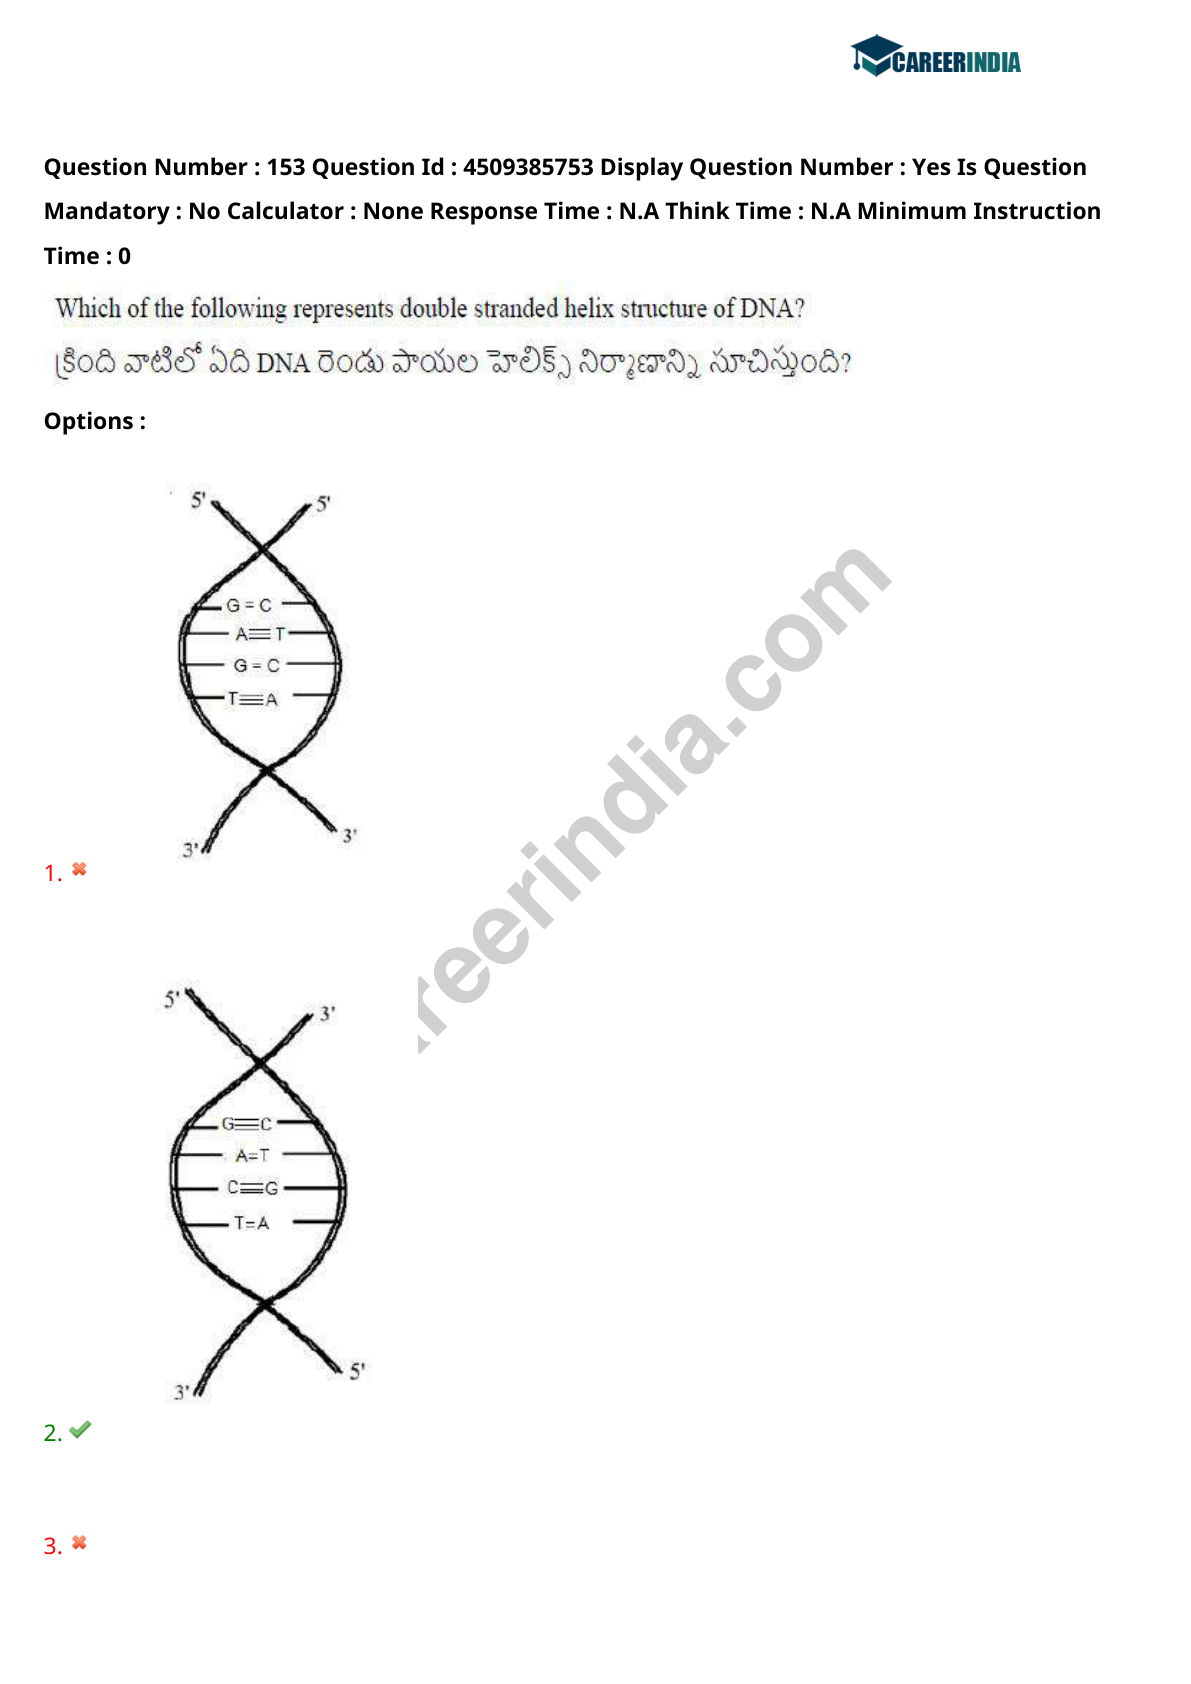 CAREERINDIA
Question Number : 153 Question Id : 4509385753 Display Question Number : Yes Is Question
Mandatory : No Calculator : None Response Time : N.A Think Time : N.A Minimum Instruction
Time : 0
Which of the following represents double stranded helix structure of DNA?
క్రింది వాటిలో ఏది DNA రెండు పాయల హెలిక్స్ నిర్మాణాన్ని సూచిస్తుంది?
Options :
5' 5'
G = C
A≡T
G = C
T≡A
3' 3'
1.
5' 3'
G≡C
A=T
C≡G
T=A
3' 5'
2.
3.
reerindia.com